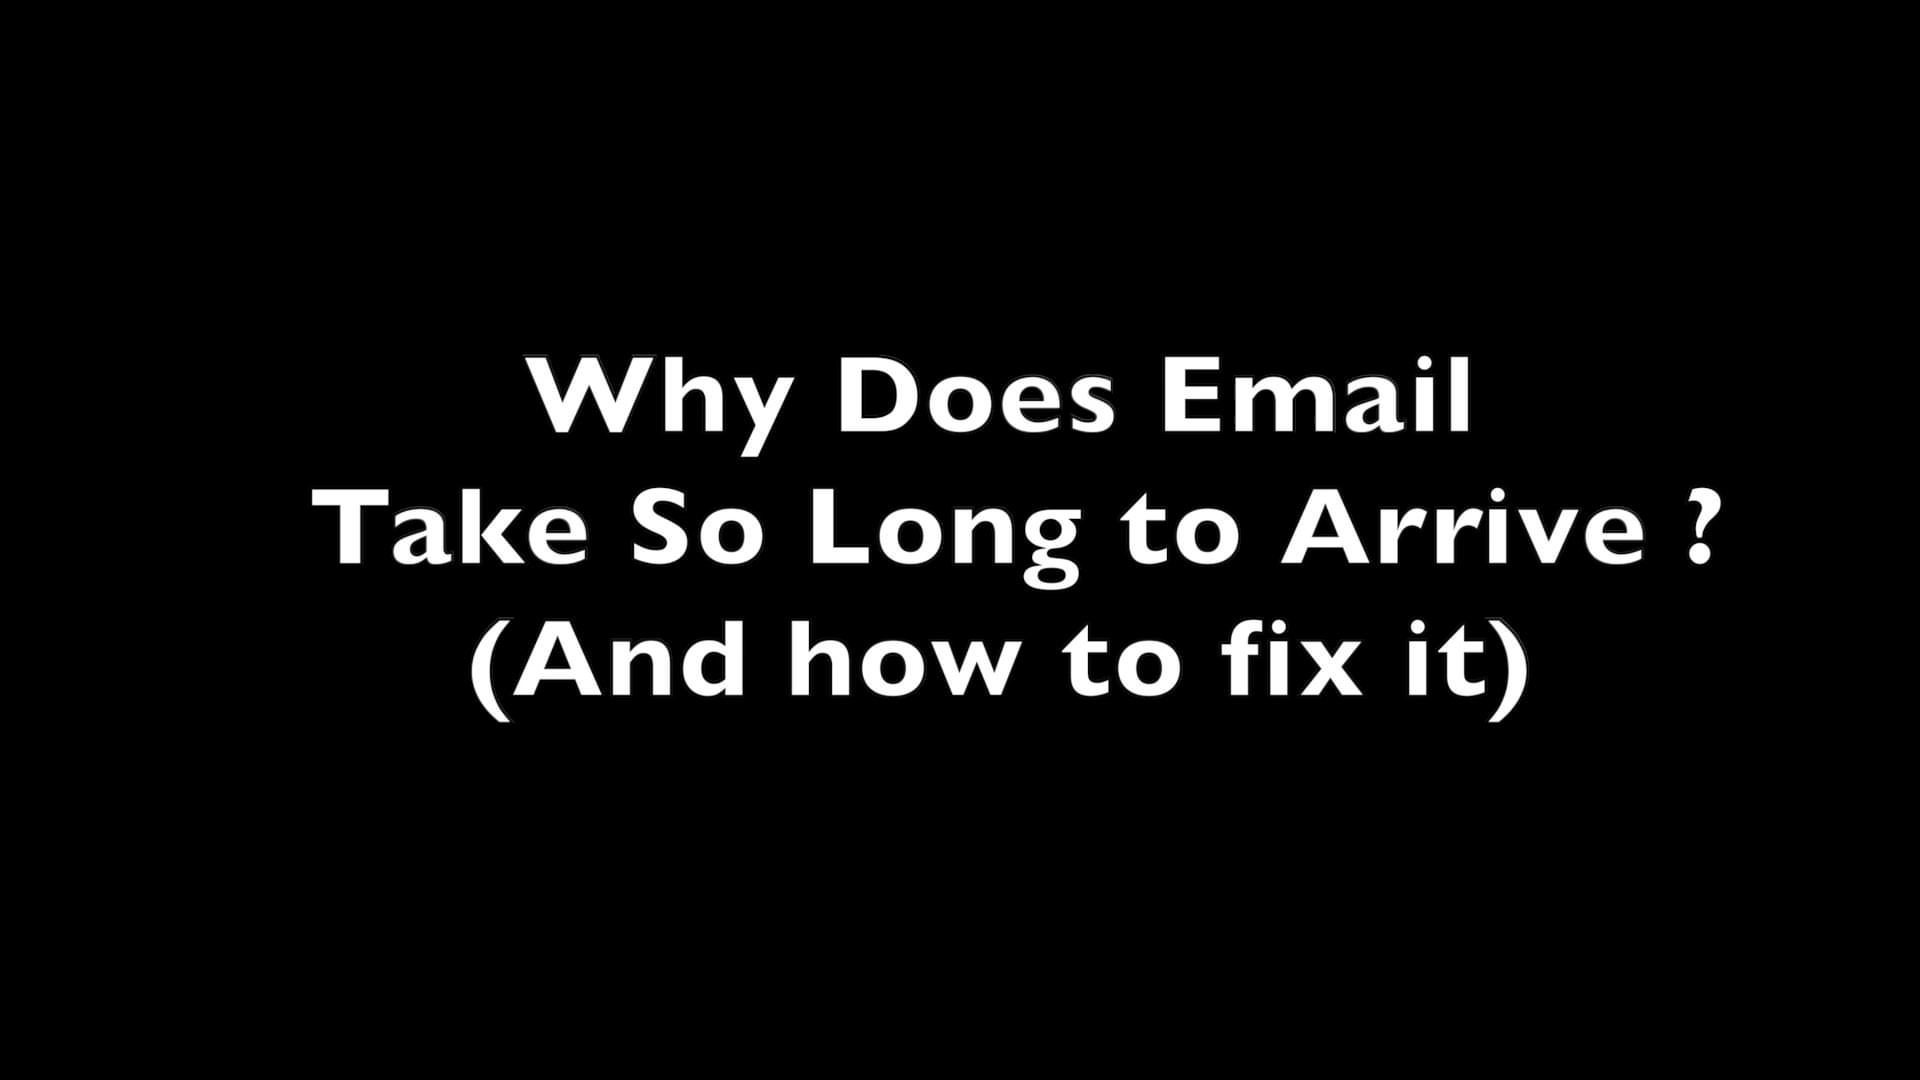 Why Does Email
Take So Long to Arrive ?
(And how to fix it)